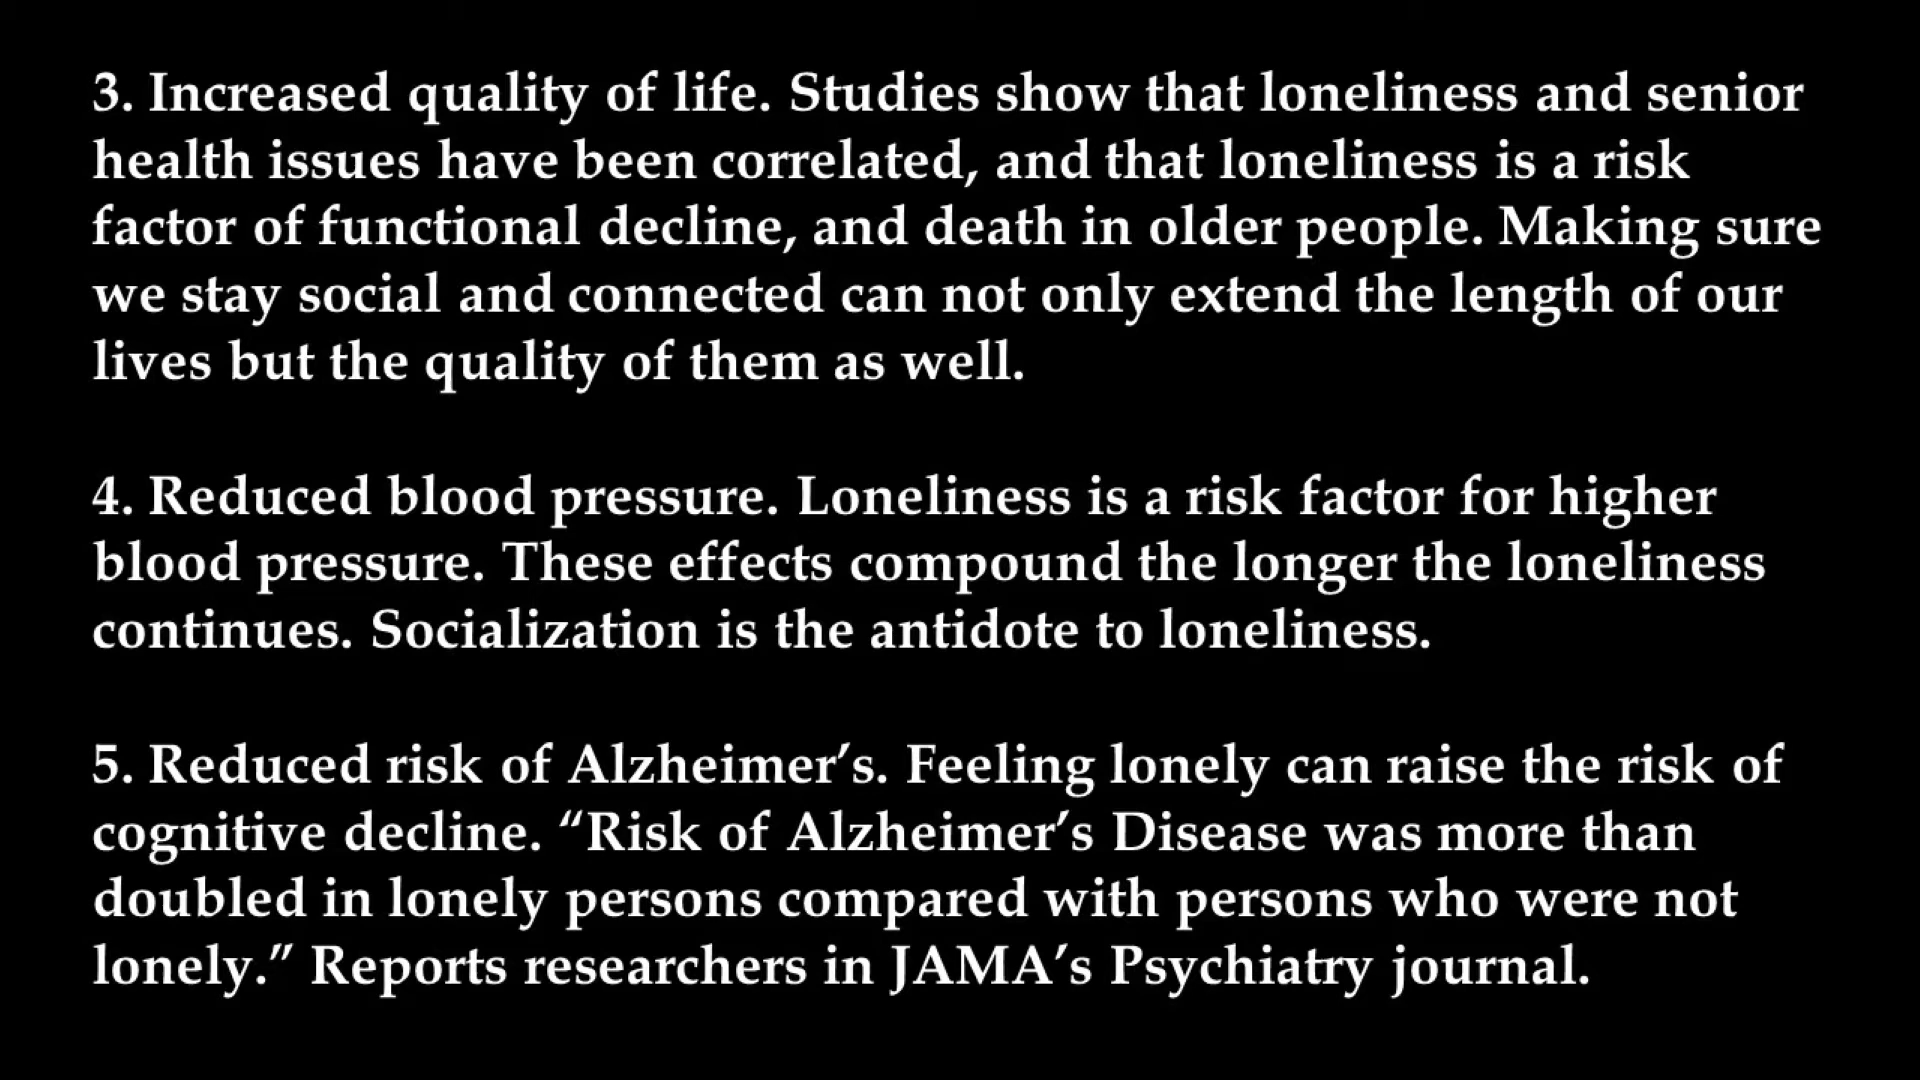 3. Increased quality of life. Studies show that loneliness and senior
health issues have been correlated, and that loneliness is a risk
factor of functional decline, and death in older people. Making sure
we stay social and connected can not only extend the length of our
lives but the quality of them as well.
4. Reduced blood pressure. Loneliness is a risk factor for higher
blood pressure. These effects compound the longer the loneliness
continues. Socialization is the antidote to loneliness.
5. Reduced risk of Alzheimer’s. Feeling lonely can raise the risk of
cognitive decline. “Risk of Alzheimer’s Disease was more than
doubled in lonely persons compared with persons who were not
lonely.” Reports researchers in JAMA’s Psychiatry journal.